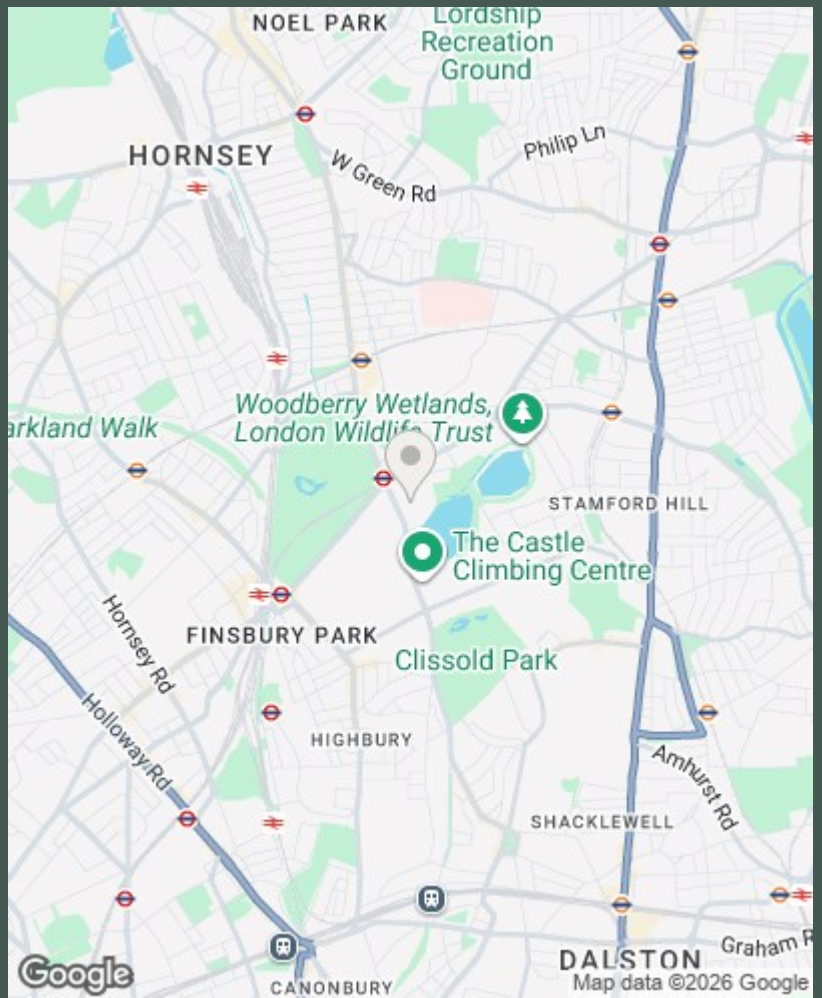 NOEL PARK
Lordship
Recreation
Ground
HORNSEY
Philip Ln
W Green Rd
Woodberry Wetlands,
London Wildlife Trust
arkland Walk
STAMFORD HILL
The Castle
Climbing Centre
Hornsey Rd
FINSBURY PARK
Clissold Park
Holloway Rd
HIGHBURY
Amhurst Rd
SHACKLEWELL
DALSTON
Graham R
Google
CANONBURY
Map data ©2026 Google